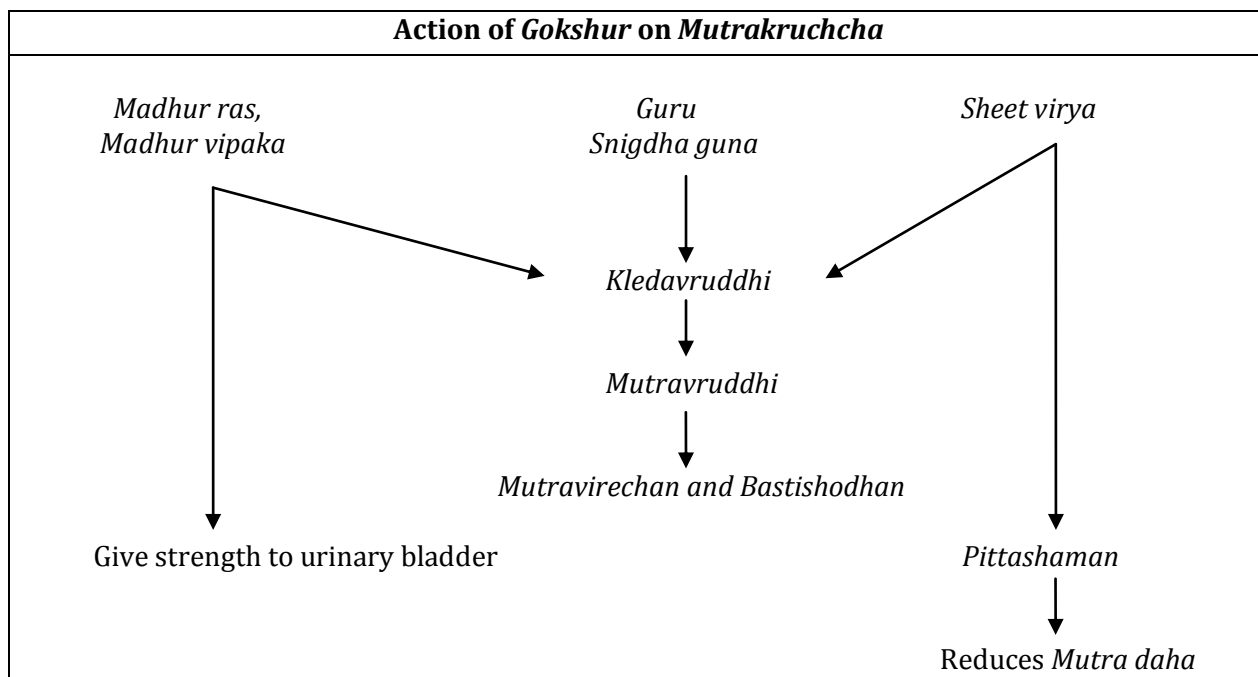 Action of Gokshur on Mutrakruchcha
Madhur ras,
Madhur vipaka
Guru
Snigdha guna
Sheet virya
Kledavruddhi
Mutravruddhi
Mutravirechan and Bastishodhan
Give strength to urinary bladder
Pittashaman
Reduces Mutra daha